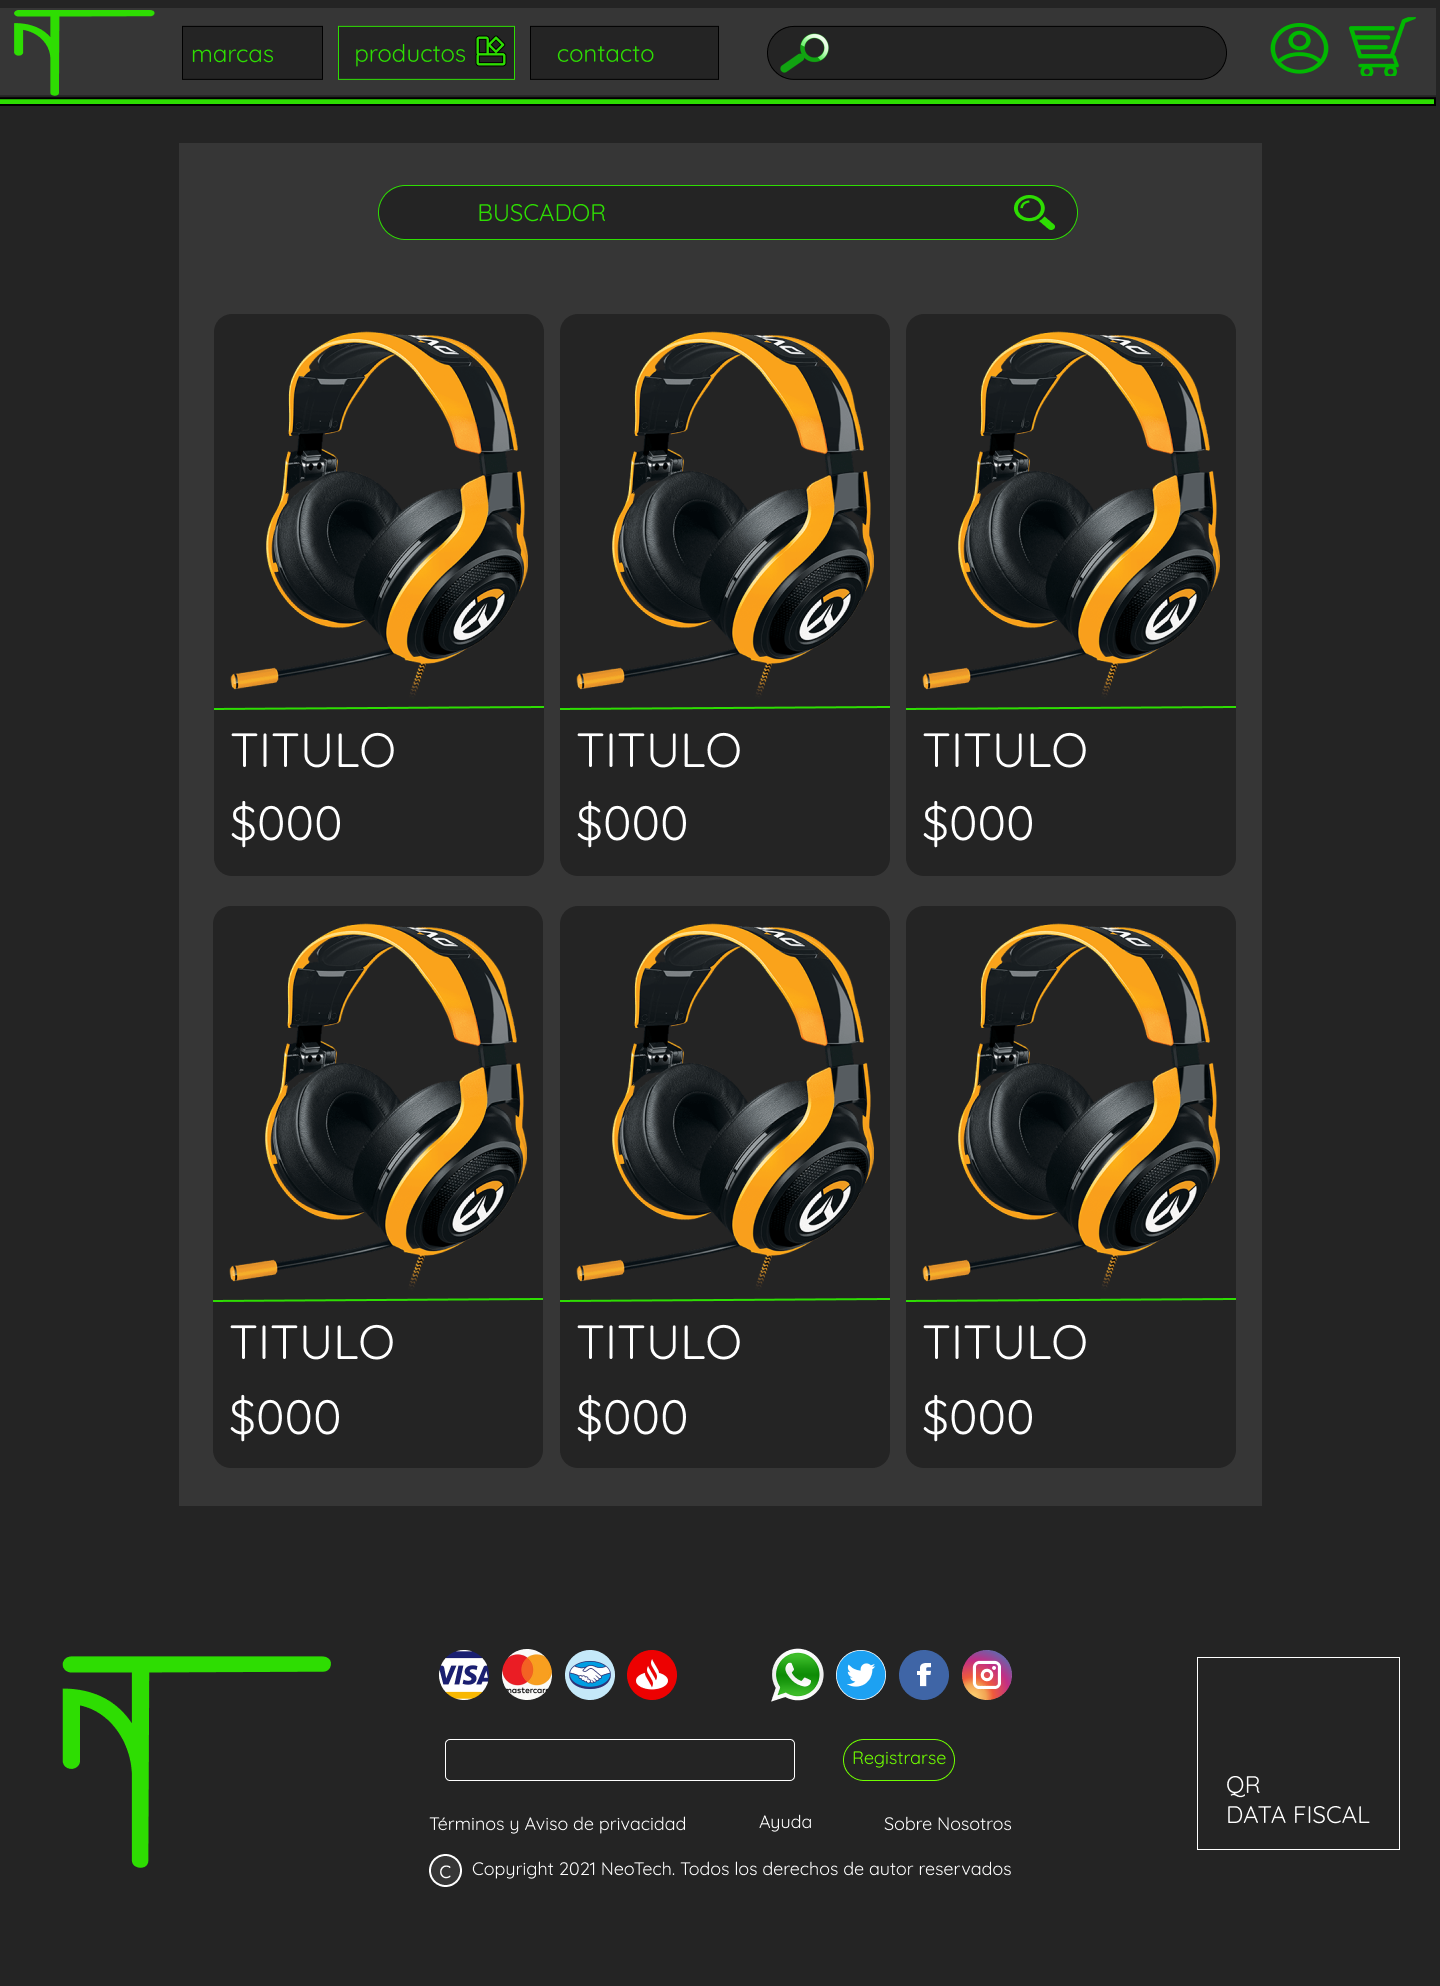 marcas
productos
contacto
BUSCADOR
TITULO
$000
TITULO
$000
TITULO
$000
TITULO
$000
TITULO
$000
TITULO
$000
VISA
mastercard
Registrarse
Términos y Aviso de privacidad
Ayuda
Sobre Nosotros
C Copyright 2021 NeoTech. Todos los derechos de autor reservados
QR
DATA FISCAL